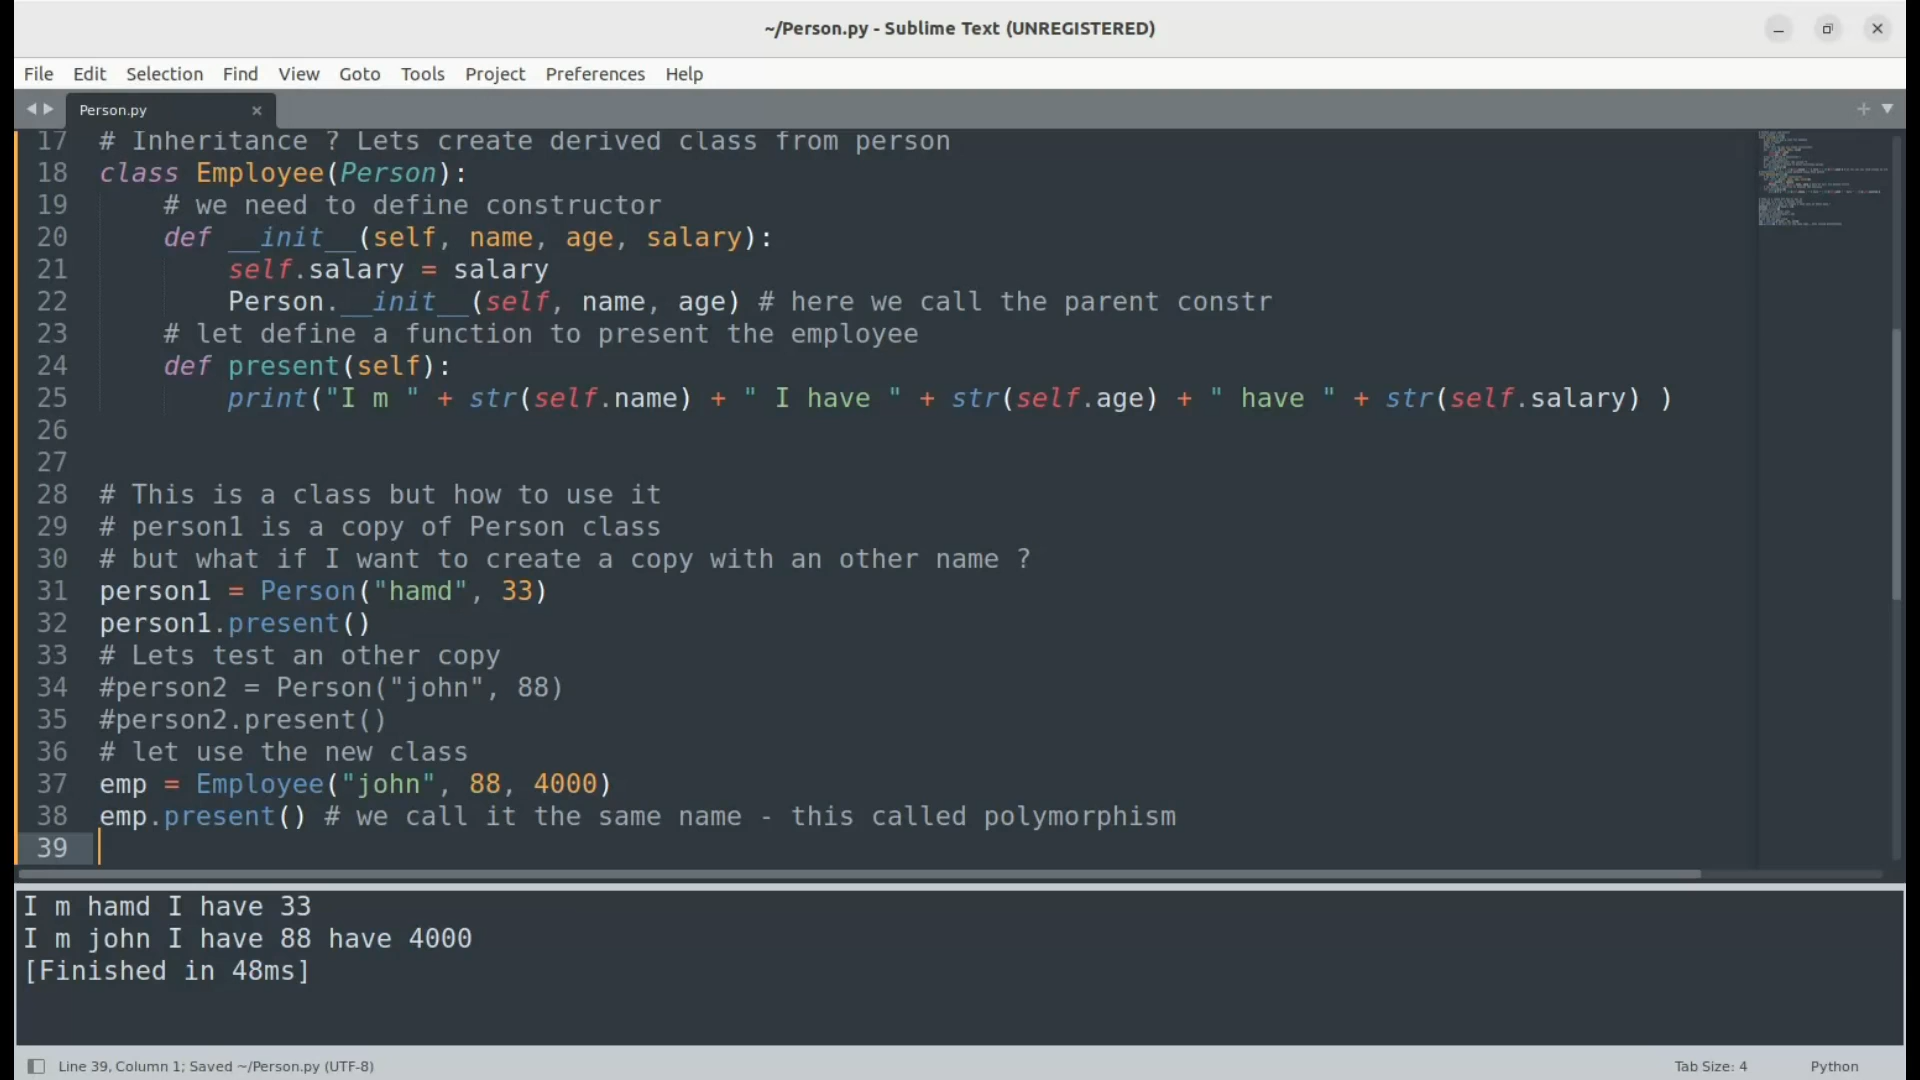 ~/Person.py - Sublime Text (UNREGISTERED)
File Edit Selection Find View Goto Tools Project Preferences Help
Person.py
17 # Inheritance ? Lets create derived class from person
18 class Employee(Person):
19     # we need to define constructor
20     def __init__(self, name, age, salary):
21         self.salary = salary
22         Person.__init__(self, name, age) # here we call the parent constr
23     # let define a function to present the employee
24     def present(self):
25         print("I m " + str(self.name) + " I have " + str(self.age) + " have " + str(self.salary) )
26
27
28 # This is a class but how to use it
29 # person1 is a copy of Person class
30 # but what if I want to create a copy with an other name ?
31 person1 = Person("hamd", 33)
32 person1.present()
33 # Lets test an other copy
34 #person2 = Person("john", 88)
35 #person2.present()
36 # let use the new class
37 emp = Employee("john", 88, 4000)
38 emp.present() # we call it the same name - this called polymorphism
39
I m hamd I have 33
I m john I have 88 have 4000
[Finished in 48ms]
Line 39, Column 1; Saved ~/Person.py (UTF-8) Tab Size: 4 Python